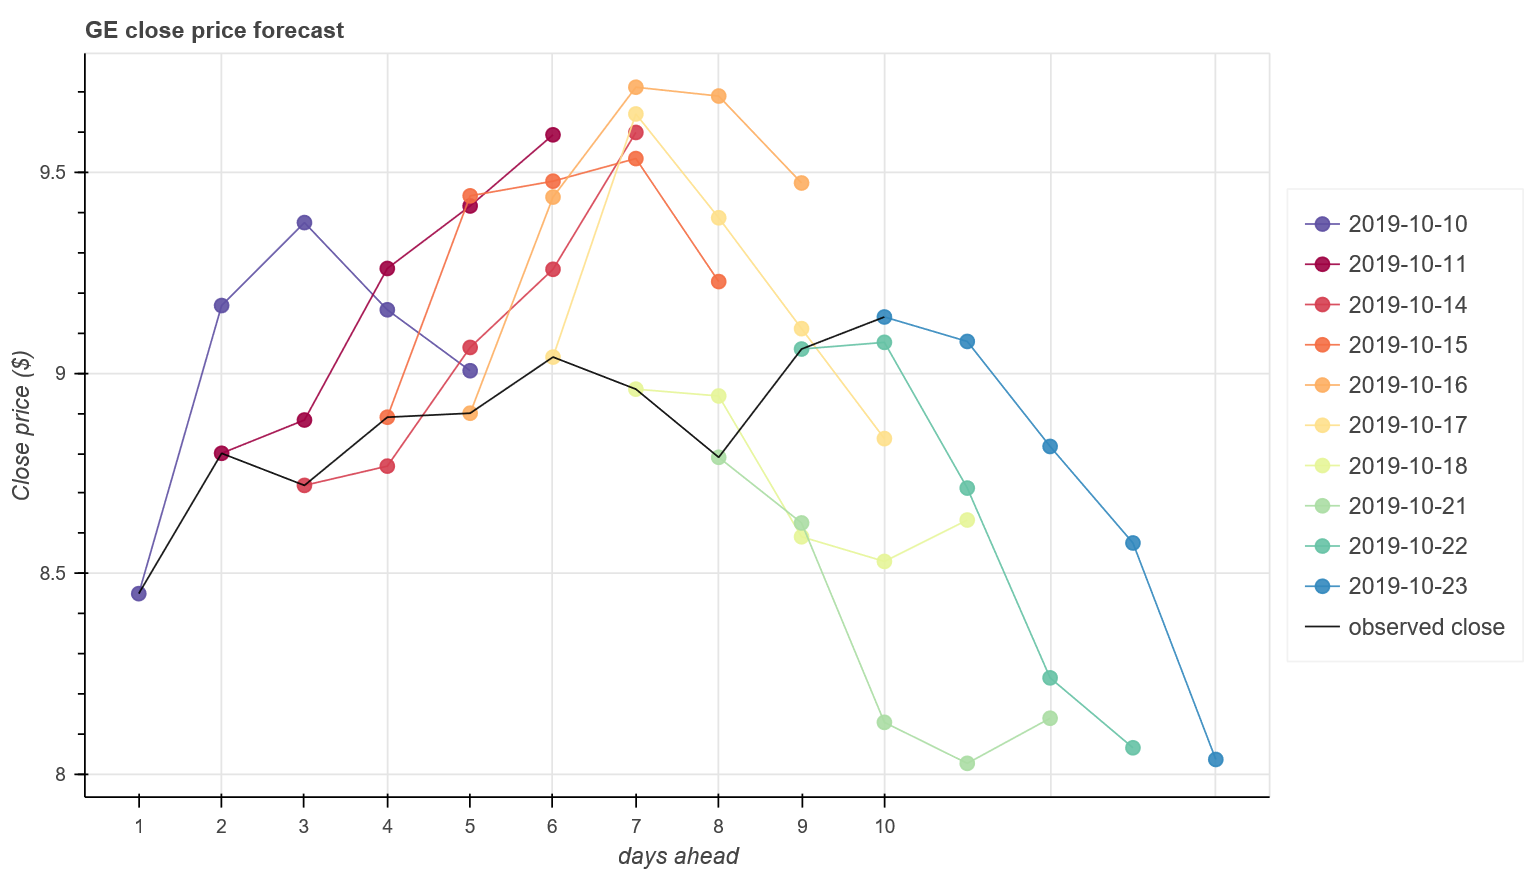 GE close price forecast
9.5
9
8.5
8
Close price ($)
1 2 3 4 5 6 7 8 9 10
days ahead
2019-10-10
2019-10-11
2019-10-14
2019-10-15
2019-10-16
2019-10-17
2019-10-18
2019-10-21
2019-10-22
2019-10-23
observed close